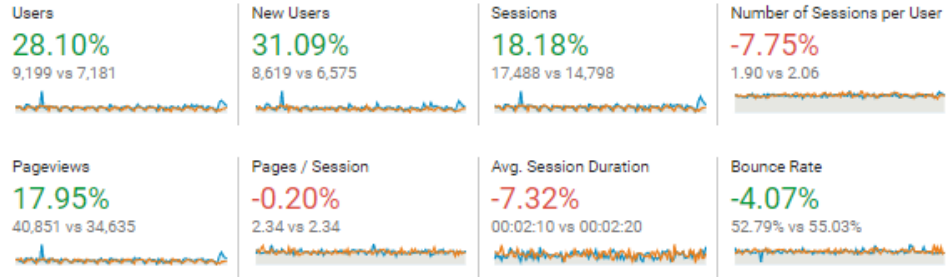 Users
28.10%
9,199 vs 7,181
New Users
31.09%
8,619 vs 6,575
Sessions
18.18%
17,488 vs 14,798
Number of Sessions per User
-7.75%
1.90 vs 2.06
Pageviews
17.95%
40,851 vs 34,635
Pages / Session
-0.20%
2.34 vs 2.34
Avg. Session Duration
-7.32%
00:02:10 vs 00:02:20
Bounce Rate
-4.07%
52.79% vs 55.03%